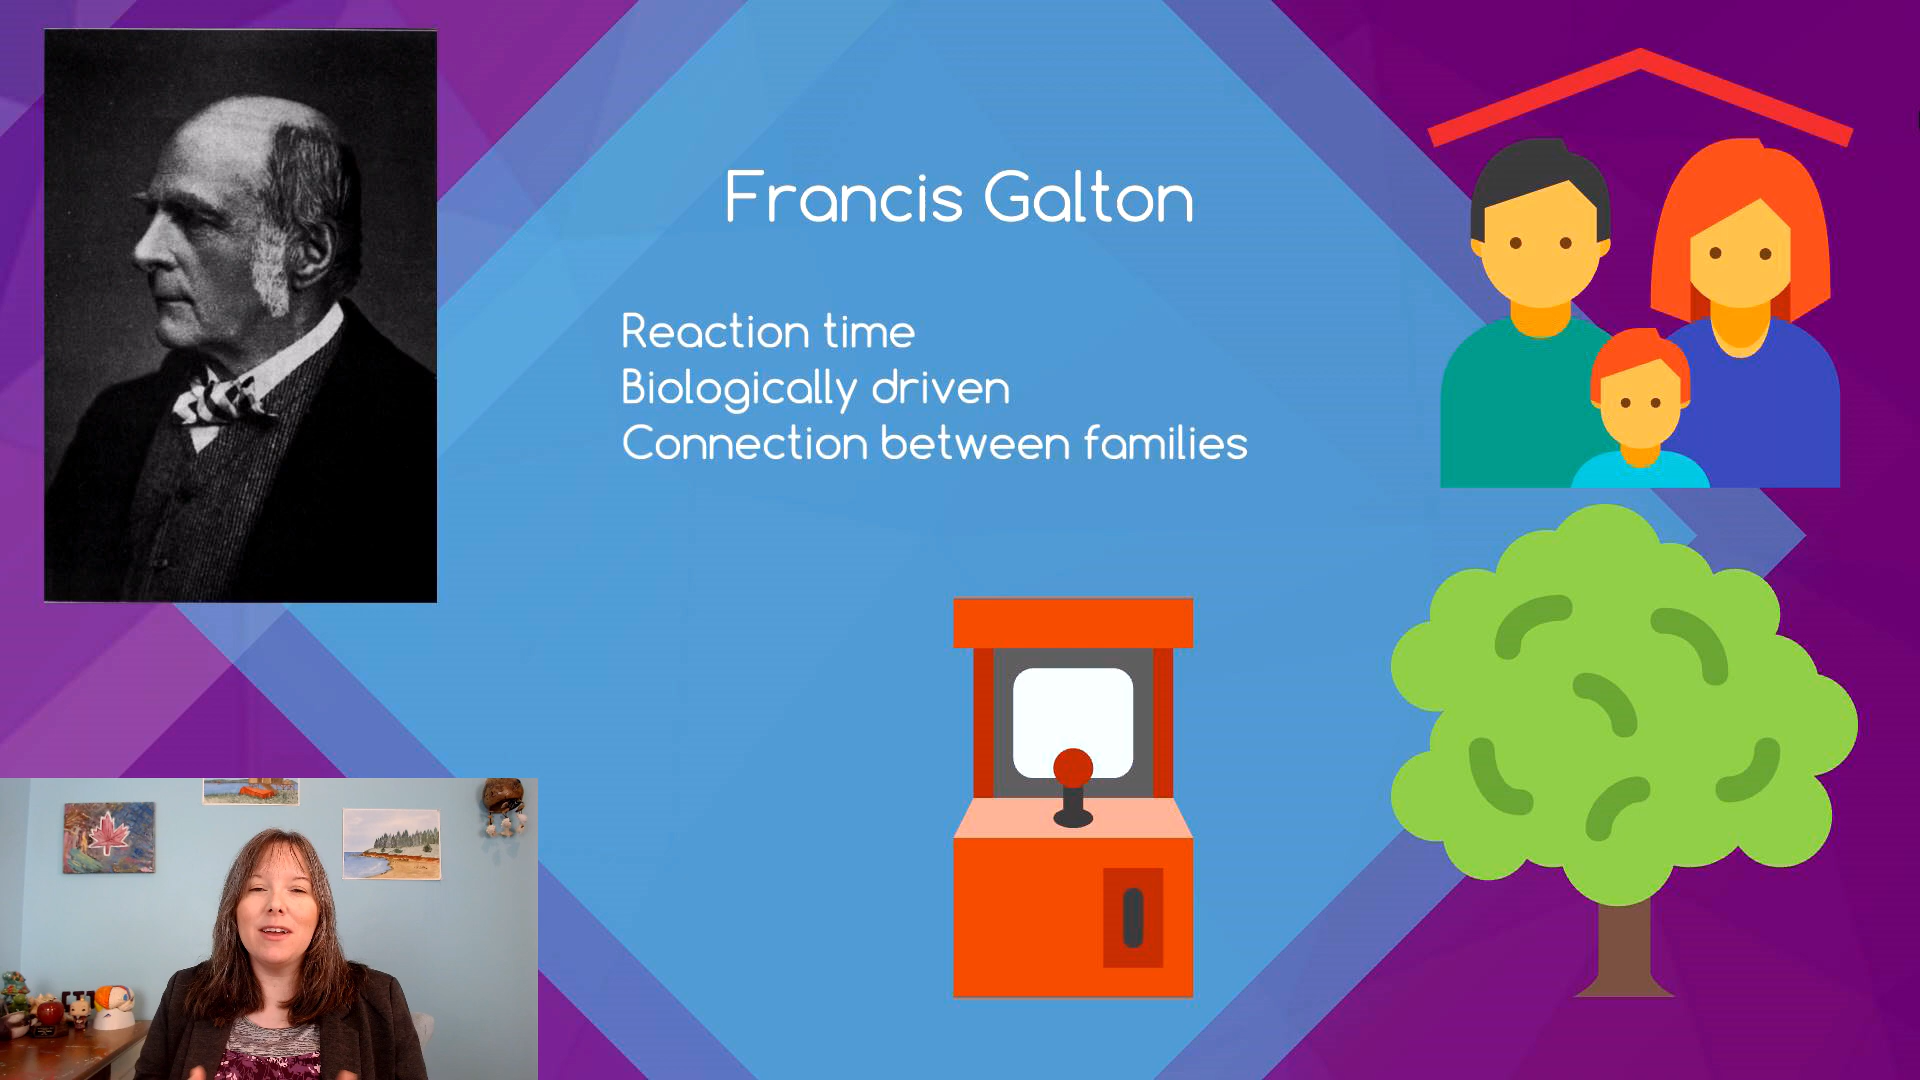 Francis Galton
Reaction time
Biologically driven
Connection between families